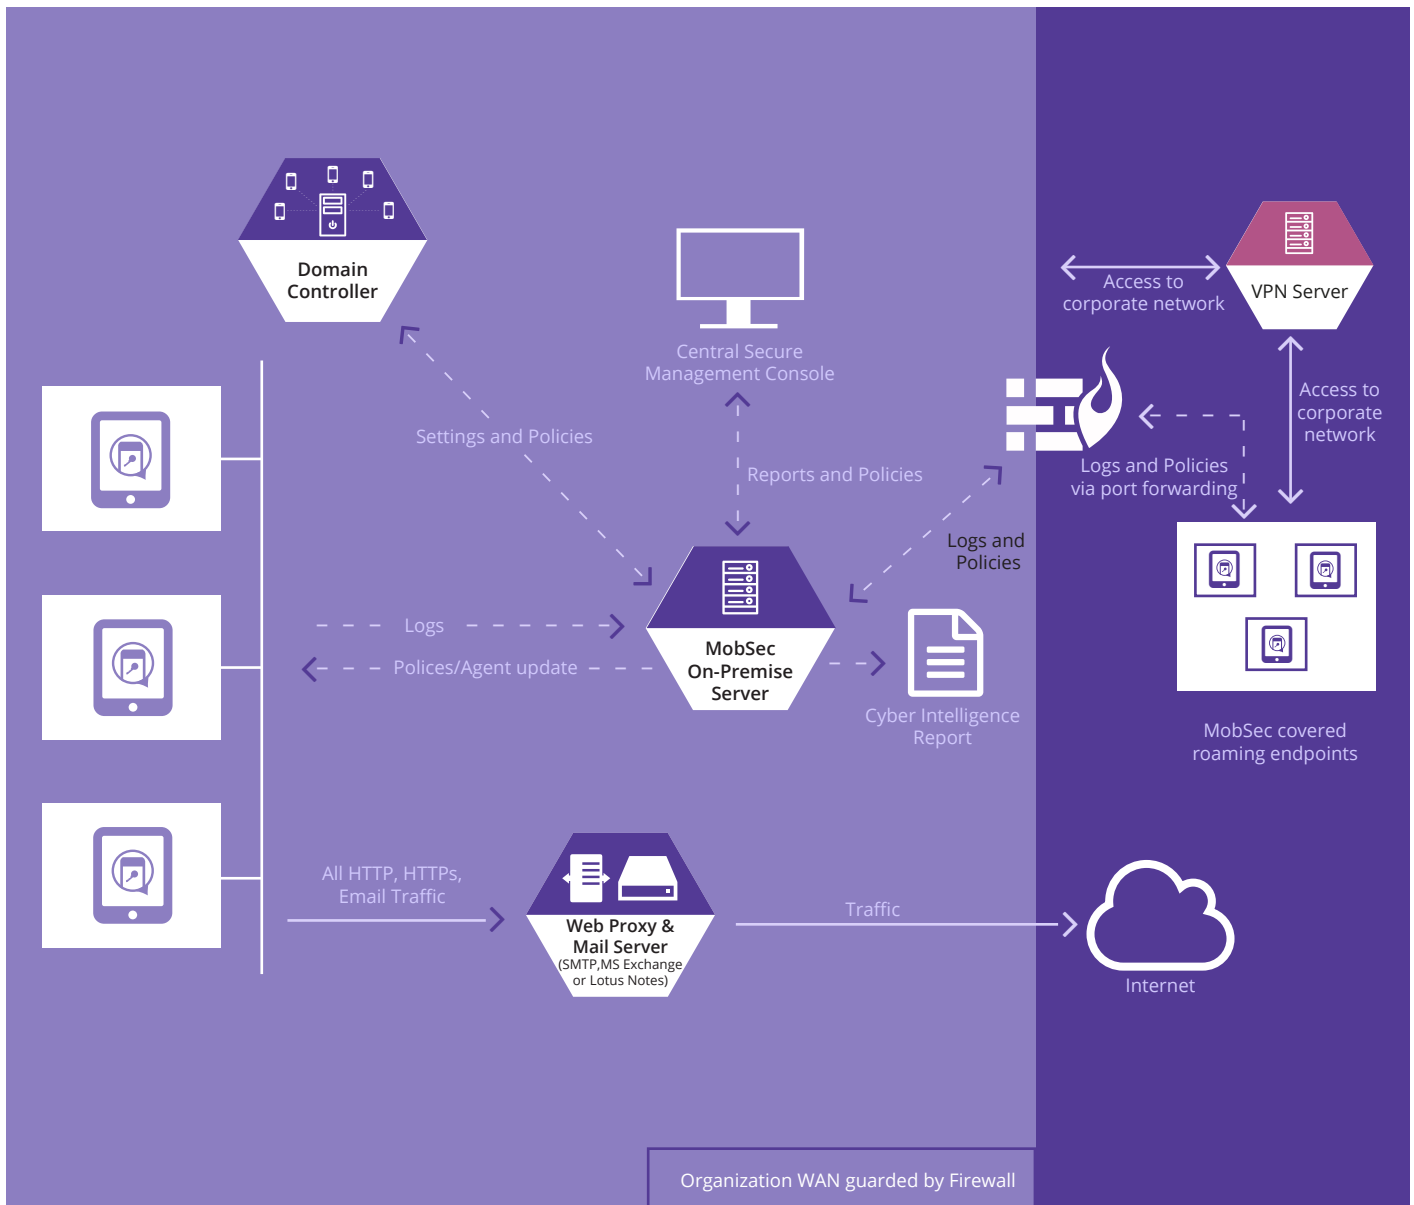 Domain
Controller
Central Secure
Management Console
Access to
corporate network
VPN Server
Access to
corporate
network
Settings and Policies
Reports and Policies
Logs and Policies
via port forwarding
Logs and
Policies
Logs
Polices/Agent update
MobSec
On-Premise
Server
Cyber Intelligence
Report
MobSec covered
roaming endpoints
All HTTP, HTTPs,
Email Traffic
Web Proxy &
Mail Server
(SMTP,MS Exchange
or Lotus Notes)
Traffic
Internet
Organization WAN guarded by Firewall